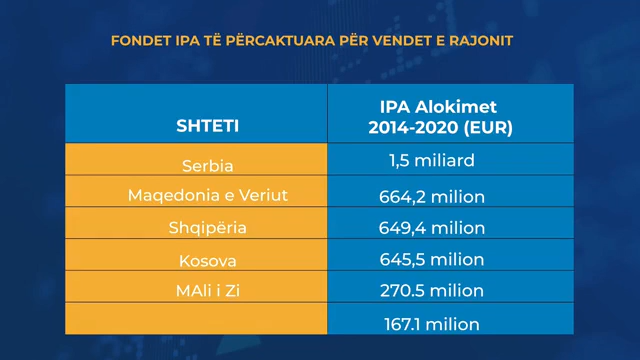 FONDET IPA TË PËRCAKTUARA PËR VENDET E RAJONIT
SHTETI
IPA Alokimet
2014-2020 (EUR)
Serbia 1,5 miliard
Maqedonia e Veriut 664,2 milion
Shqipëria 649,4 milion
Kosova 645,5 milion
MAli i Zi 270.5 milion
167.1 milion